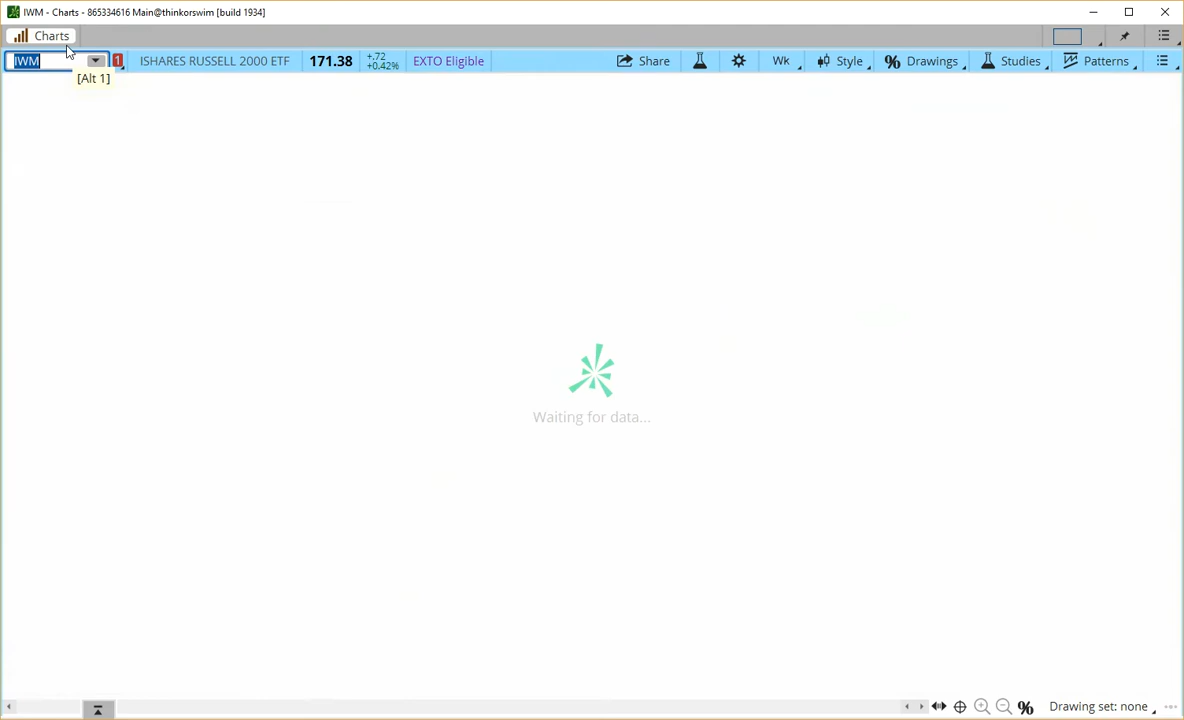 IWM - Charts - 865334616 Main@thinkorswim [build 1934]
Charts
IWM 1 ISHARES RUSSELL 2000 ETF 171.38 +.72 +0.42% EXTO Eligible Share Wk Style % Drawings Studies Patterns
[Alt 1]
Waiting for data...
% Drawing set: none